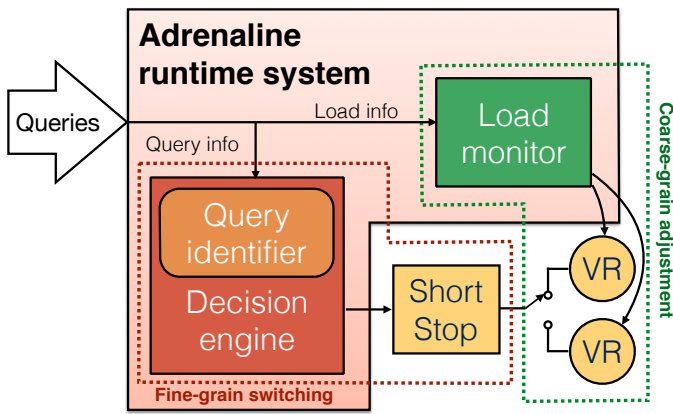 Adrenaline
runtime system
Queries
Load info
Query info
Load
monitor
Coarse-grain adjustment
Query
identifier
Decision
engine
Short
Stop
VR
VR
Fine-grain switching